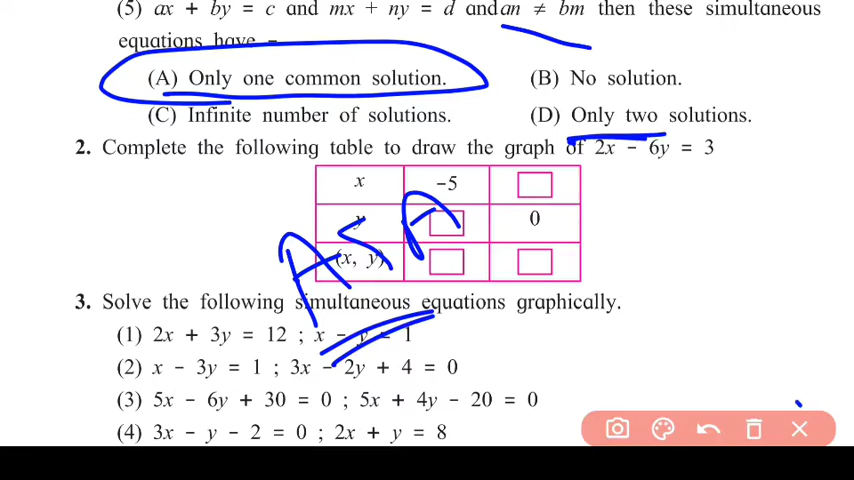 (5) ax + by = c and mx + ny = d and an ≠ bm then these simultaneous
equations have –
(A) Only one common solution. (B) No solution.
(C) Infinite number of solutions. (D) Only two solutions.
2. Complete the following table to draw the graph of 2x – 6y = 3
x –5
y 0
(x, y)
ASA
3. Solve the following simultaneous equations graphically.
(1) 2x + 3y = 12 ; x – y = 1
(2) x – 3y = 1 ; 3x – 2y + 4 = 0
(3) 5x – 6y + 30 = 0 ; 5x + 4y – 20 = 0
(4) 3x – y – 2 = 0 ; 2x + y = 8